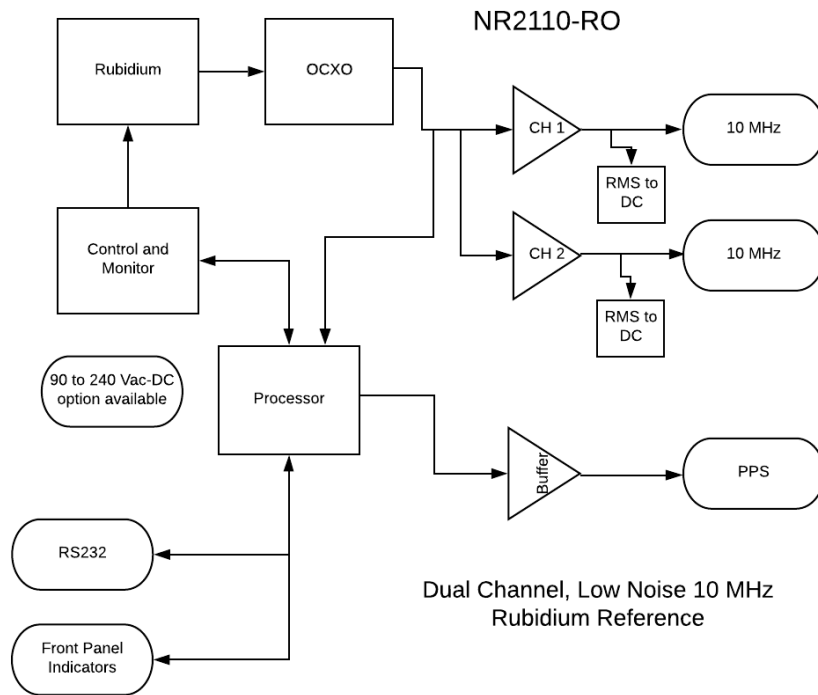 NR2110-RO
Rubidium
OCXO
CH 1
10 MHz
RMS to
DC
Control and
Monitor
CH 2
10 MHz
RMS to
DC
90 to 240 Vac-DC
option available
Processor
Buffer
PPS
RS232
Dual Channel, Low Noise 10 MHz
Rubidium Reference
Front Panel
Indicators